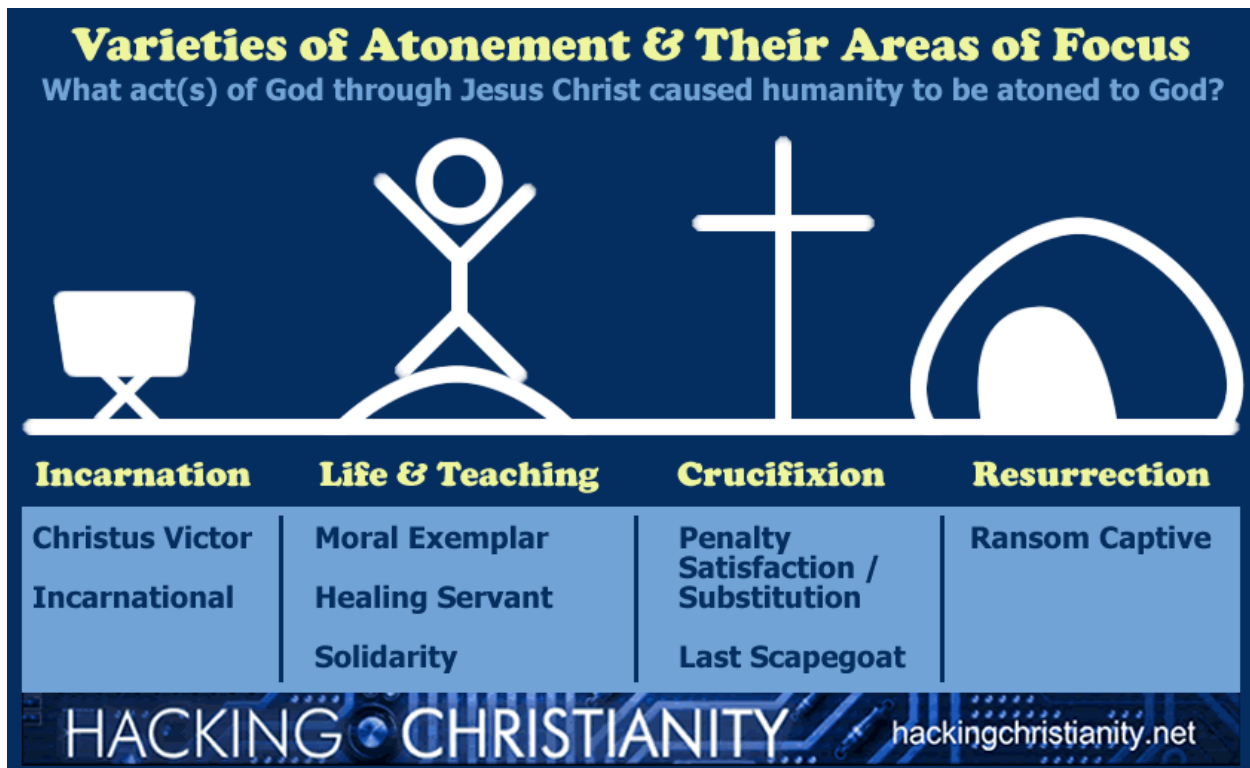 Varieties of Atonement & Their Areas of Focus
What act(s) of God through Jesus Christ caused humanity to be atoned to God?
Incarnation
Christus Victor
Incarnational
Life & Teaching
Moral Exemplar
Healing Servant
Solidarity
Crucifixion
Penalty
Satisfaction /
Substitution
Last Scapegoat
Resurrection
Ransom Captive
HACKING CHRISTIANITY
hackingchristianity.net